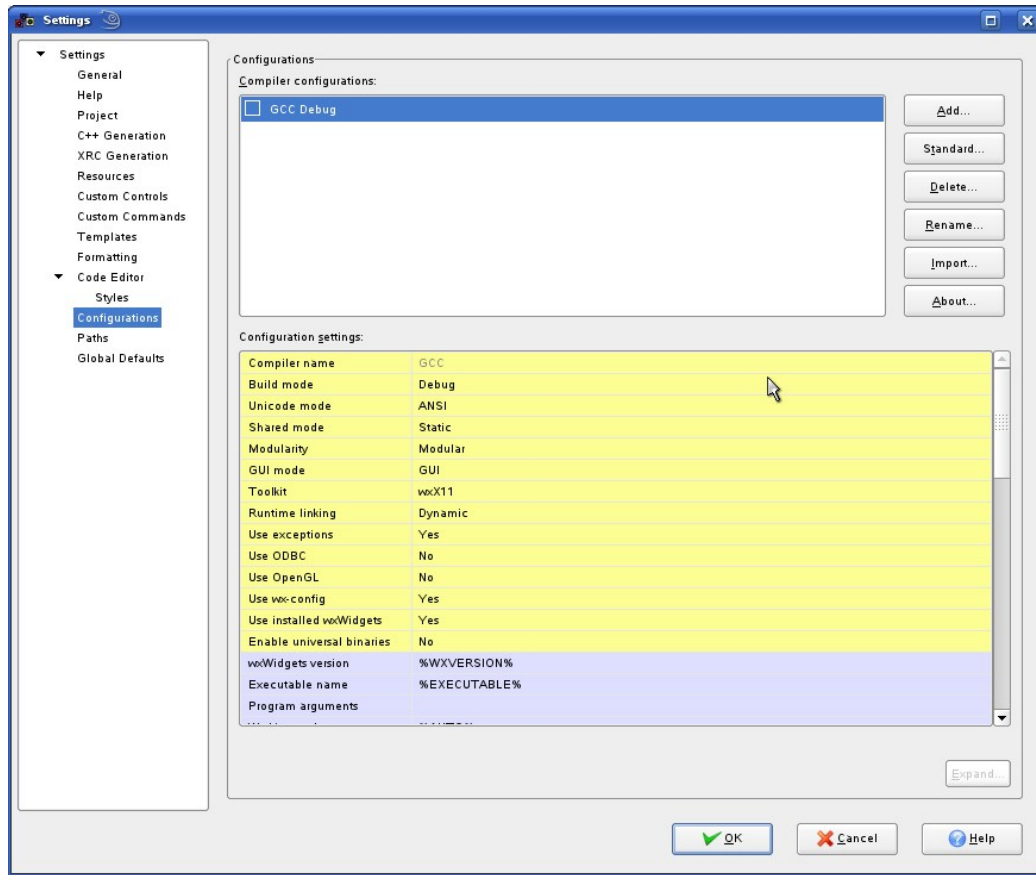 Settings
Settings
General
Help
Project
C++ Generation
XRC Generation
Resources
Custom Controls
Custom Commands
Templates
Formatting
Code Editor
Styles
Configurations
Paths
Global Defaults
Configurations
Compiler configurations:
GCC Debug
Add...
Standard...
Delete...
Rename...
Import...
About...
Configuration settings:
Compiler name GCC
Build mode Debug
Unicode mode ANSI
Shared mode Static
Modularity Modular
GUI mode GUI
Toolkit wxX11
Runtime linking Dynamic
Use exceptions Yes
Use ODBC No
Use OpenGL No
Use wx-config Yes
Use installed wxWidgets Yes
Enable universal binaries No
wxWidgets version %WXVERSION%
Executable name %EXECUTABLE%
Program arguments
Expand...
OK Cancel Help